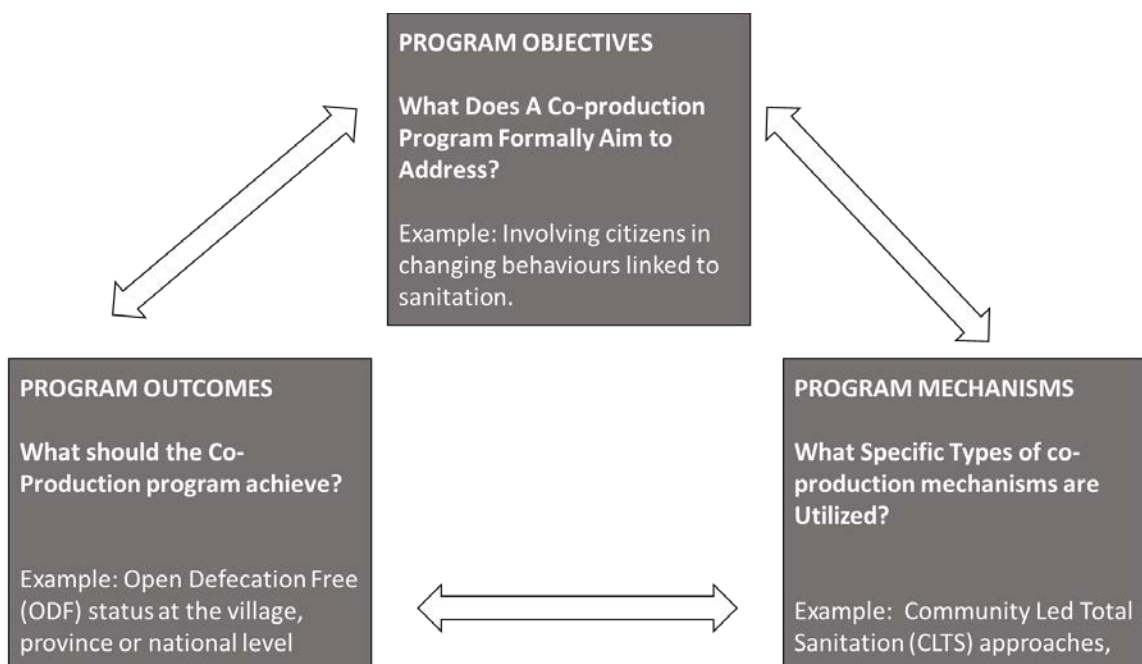 PROGRAM OBJECTIVES
What Does A Co-production
Program Formally Aim to
Address?
Example: Involving citizens in
changing behaviours linked to
sanitation.
PROGRAM OUTCOMES
What should the Co-
Production program achieve?
Example: Open Defecation Free
(ODF) status at the village,
province or national level
PROGRAM MECHANISMS
What Specific Types of co-
production mechanisms are
Utilized?
Example:  Community Led Total
Sanitation (CLTS) approaches,